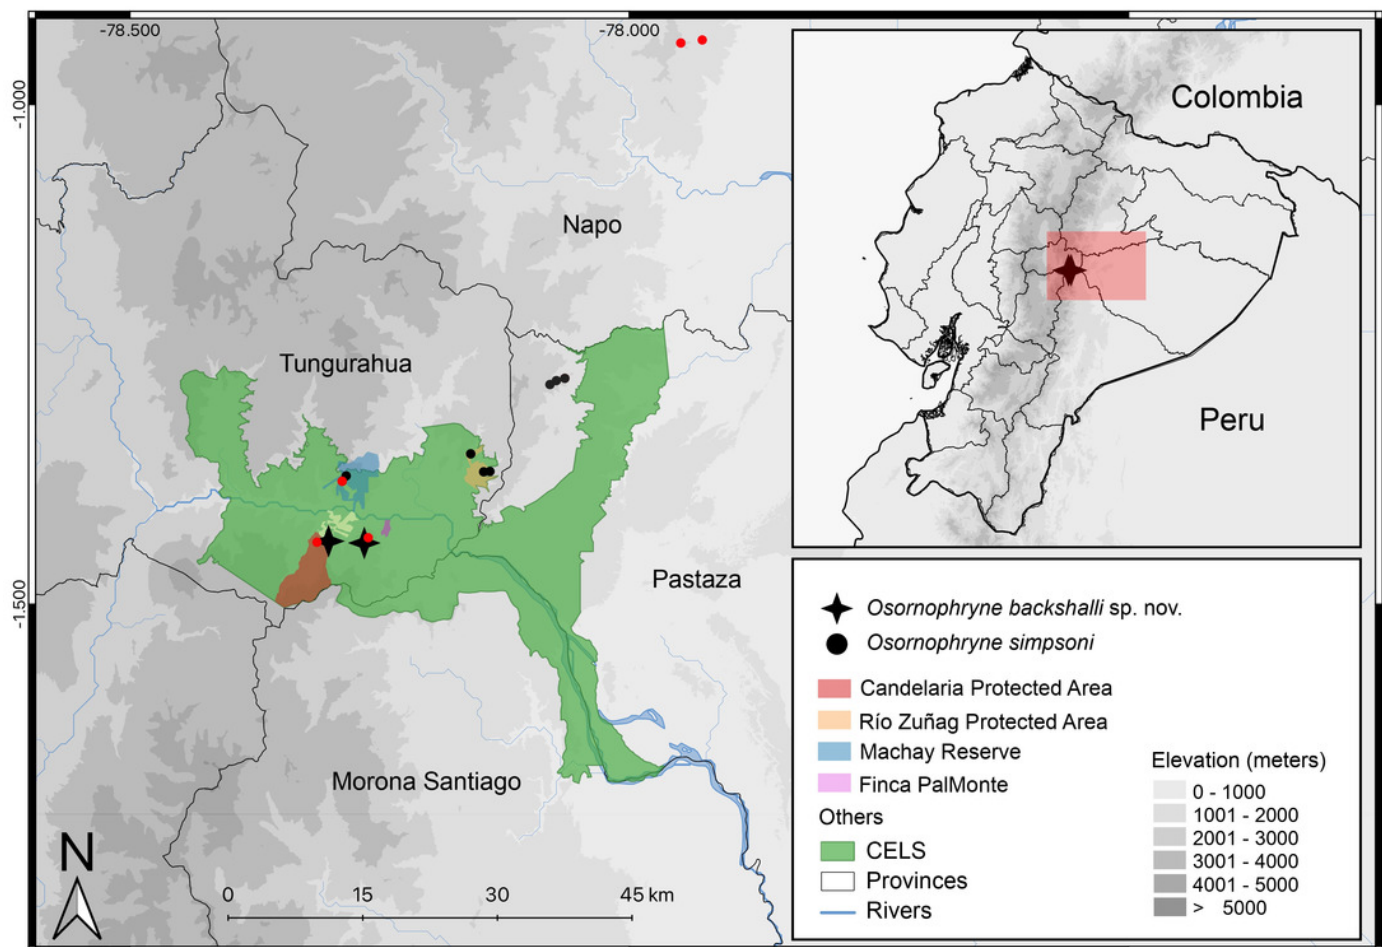 -78.500
-78.000
-1.000
-1.500
Napo
Tungurahua
Pastaza
Morona Santiago
N
0 15 30 45 km
Colombia
Peru
Osornophryne backshalli sp. nov.
Osornophryne simpsoni
Candelaria Protected Area
Río Zuñag Protected Area
Machay Reserve
Finca PalMonte
Others
CELS
Provinces
Rivers
Elevation (meters)
0 - 1000
1001 - 2000
2001 - 3000
3001 - 4000
4001 - 5000
> 5000